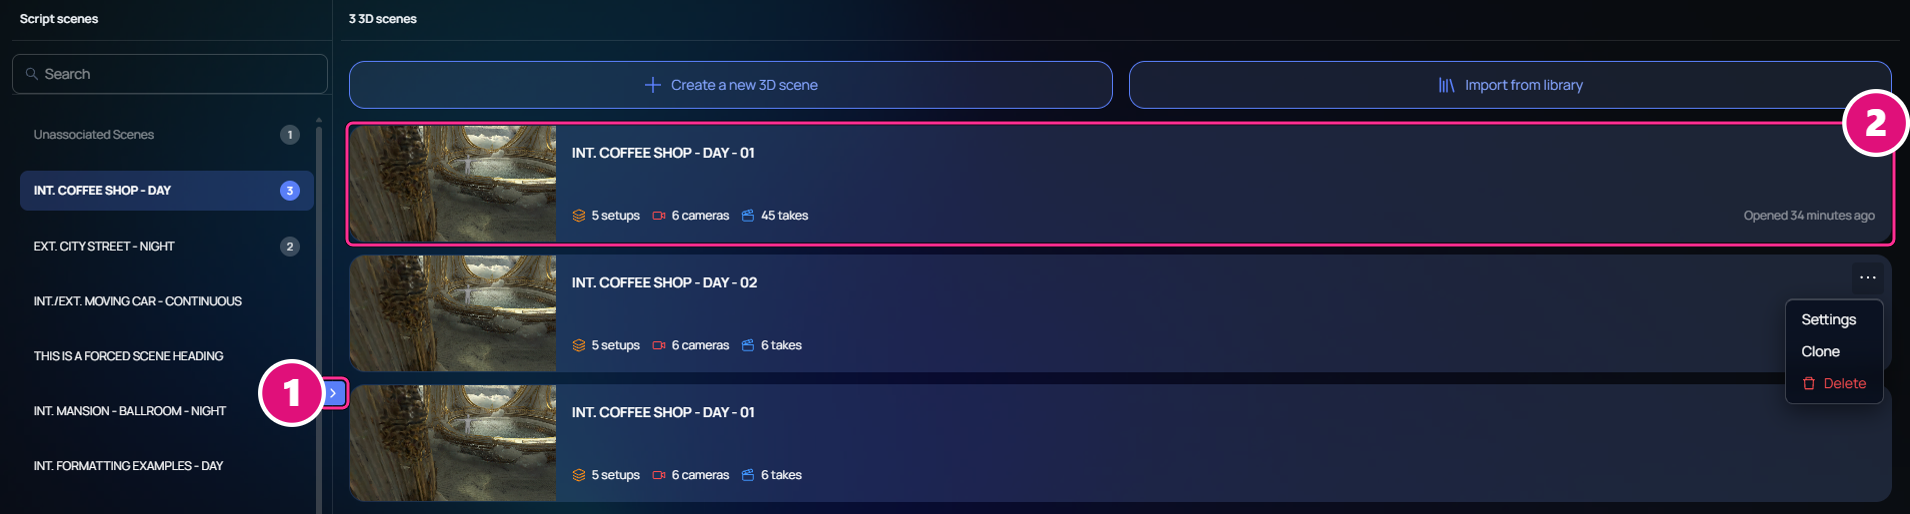 Script scenes
Search
Unassociated Scenes 1
INT. COFFEE SHOP - DAY 3
EXT. CITY STREET - NIGHT 2
INT./EXT. MOVING CAR - CONTINUOUS
THIS IS A FORCED SCENE HEADING
INT. MANSION - BALLROOM - NIGHT
INT. FORMATTING EXAMPLES - DAY
1
3 3D scenes
Create a new 3D scene
Import from library
2
INT. COFFEE SHOP - DAY - 01
5 setups 6 cameras 45 takes
Opened 34 minutes ago
INT. COFFEE SHOP - DAY - 02
5 setups 6 cameras 6 takes
Settings
Clone
Delete
INT. COFFEE SHOP - DAY - 01
5 setups 6 cameras 6 takes